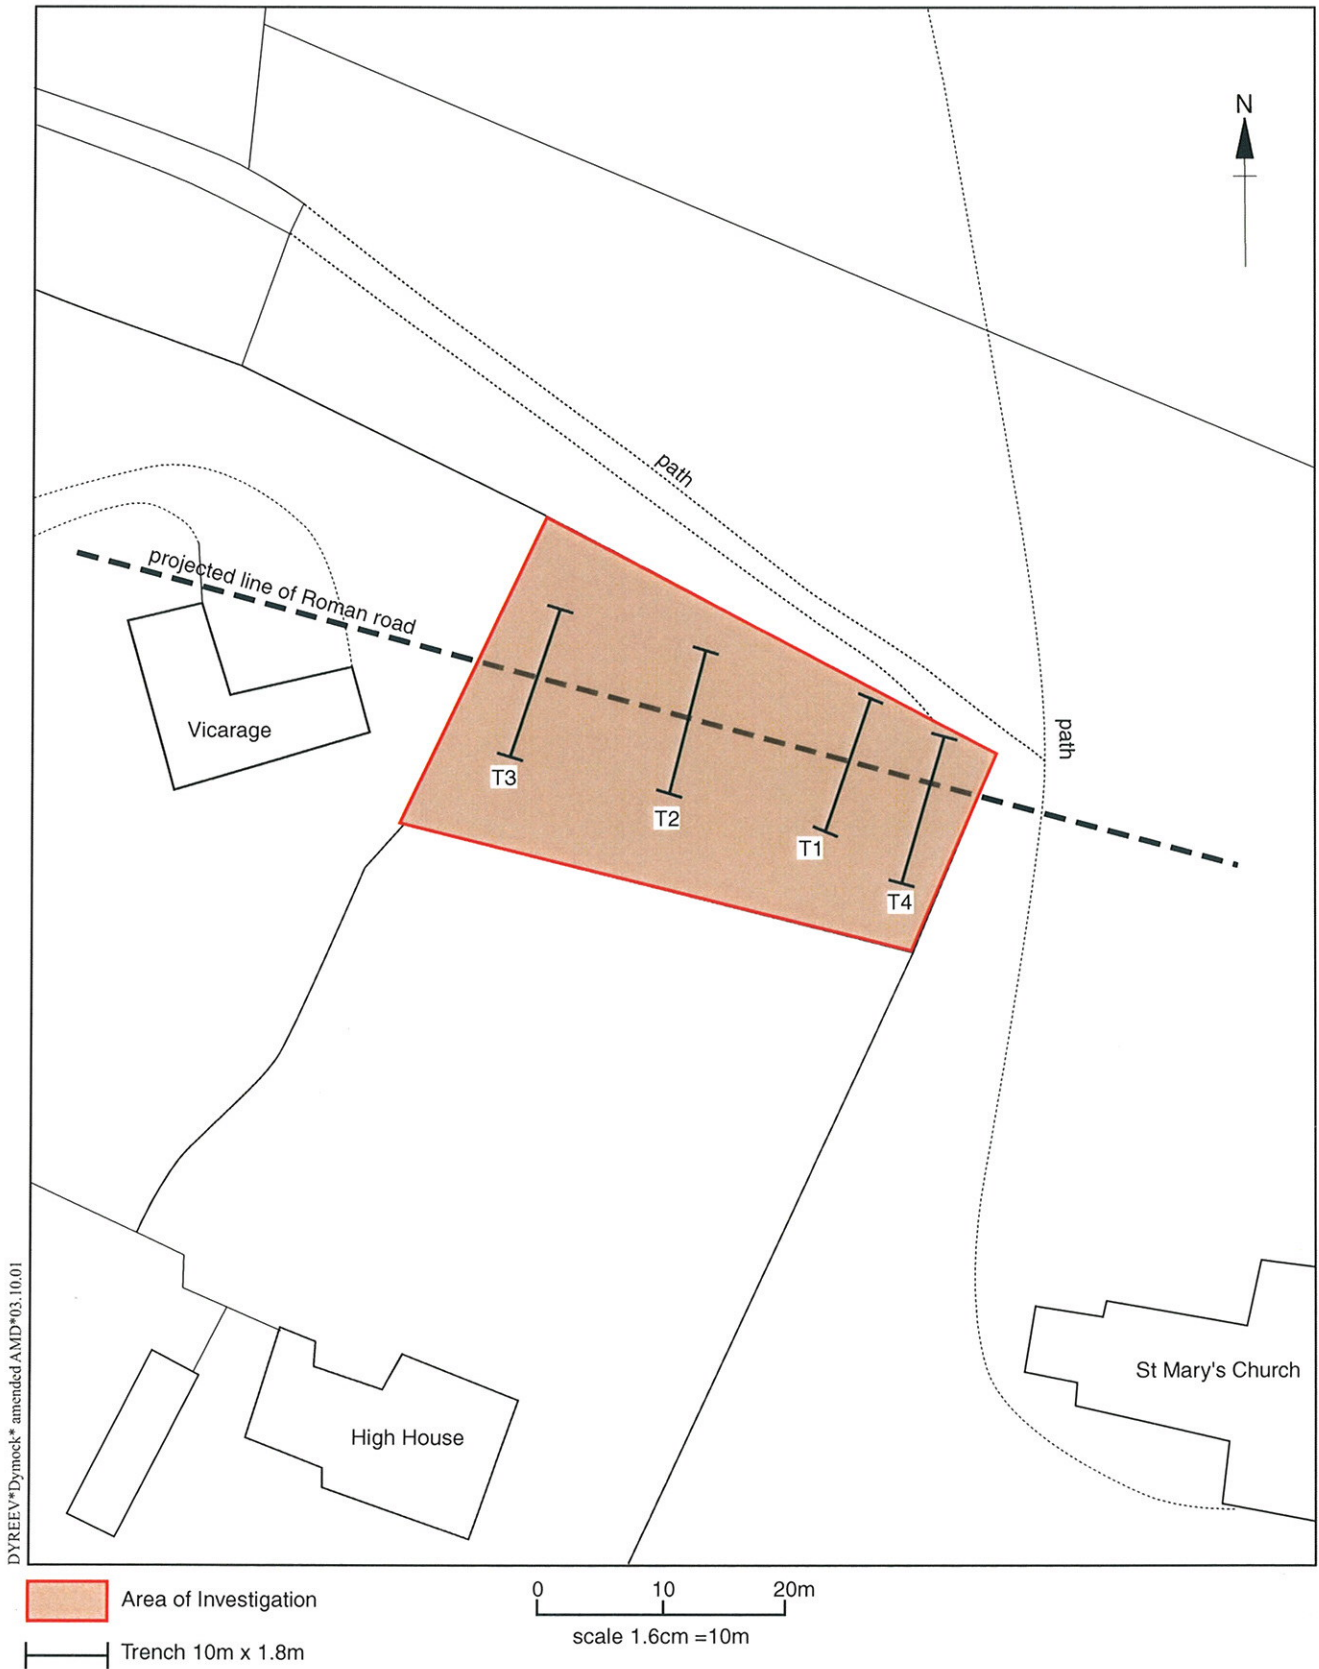 N
path
projected line of Roman road
path
Vicarage
T3
T2
T1
T4
St Mary's Church
High House
DYREEV*Dymock* amended AMD*03.10.01
Area of Investigation
0 10 20m
scale 1.6cm =10m
Trench 10m x 1.8m